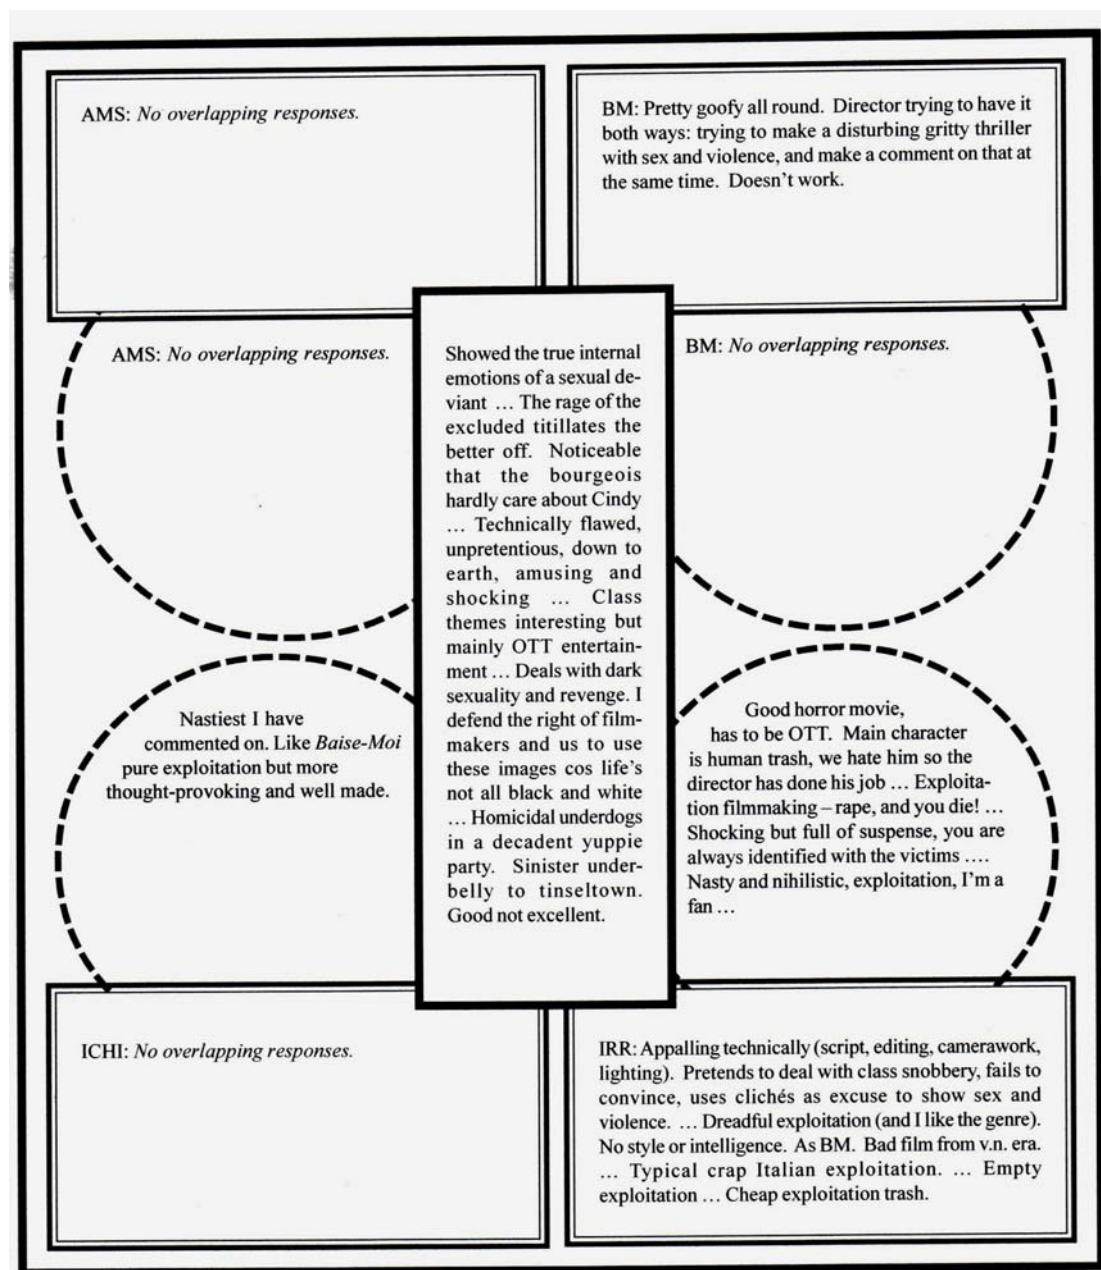 AMS: No overlapping responses.
BM: Pretty goofy all round. Director trying to have it
both ways: trying to make a disturbing gritty thriller
with sex and violence, and make a comment on that at
the same time. Doesn't work.
AMS: No overlapping responses.
Showed the true internal
emotions of a sexual de-
viant ... The rage of the
excluded titillates the
better off. Noticeable
that the bourgeois
hardly care about Cindy
... Technically flawed,
unpretentious, down to
earth, amusing and
shocking ... Class
themes interesting but
mainly OTT entertain-
ment ... Deals with dark
sexuality and revenge. I
defend the right of film-
makers and us to use
these images cos life's
not all black and white
... Homicidal underdogs
in a decadent yuppie
party. Sinister under-
belly to tinseltown.
Good not excellent.
BM: No overlapping responses.
Nastiest I have
commented on. Like Baise-Moi
pure exploitation but more
thought-provoking and well made.
Good horror movie,
has to be OTT. Main character
is human trash, we hate him so the
director has done his job ... Exploita-
tion filmmaking – rape, and you die! ...
Shocking but full of suspense, you are
always identified with the victims ....
Nasty and nihilistic, exploitation, I'm a
fan ...
ICHI: No overlapping responses.
IRR: Appalling technically (script, editing, camerawork,
lighting). Pretends to deal with class snobbery, fails to
convince, uses clichés as excuse to show sex and
violence. ... Dreadful exploitation (and I like the genre).
No style or intelligence. As BM. Bad film from v.n. era.
... Typical crap Italian exploitation. ... Empty
exploitation ... Cheap exploitation trash.